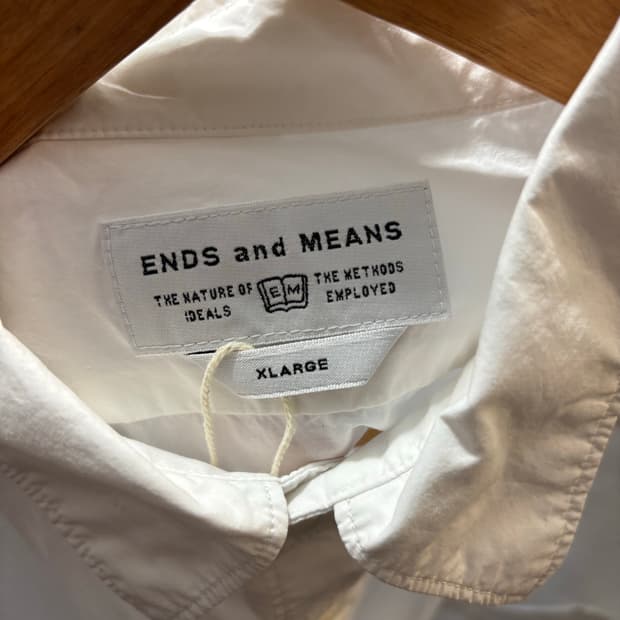 ENDS and MEANS
THE NATURE OF
IDEALS
EM
THE METHODS
EMPLOYED
XLARGE